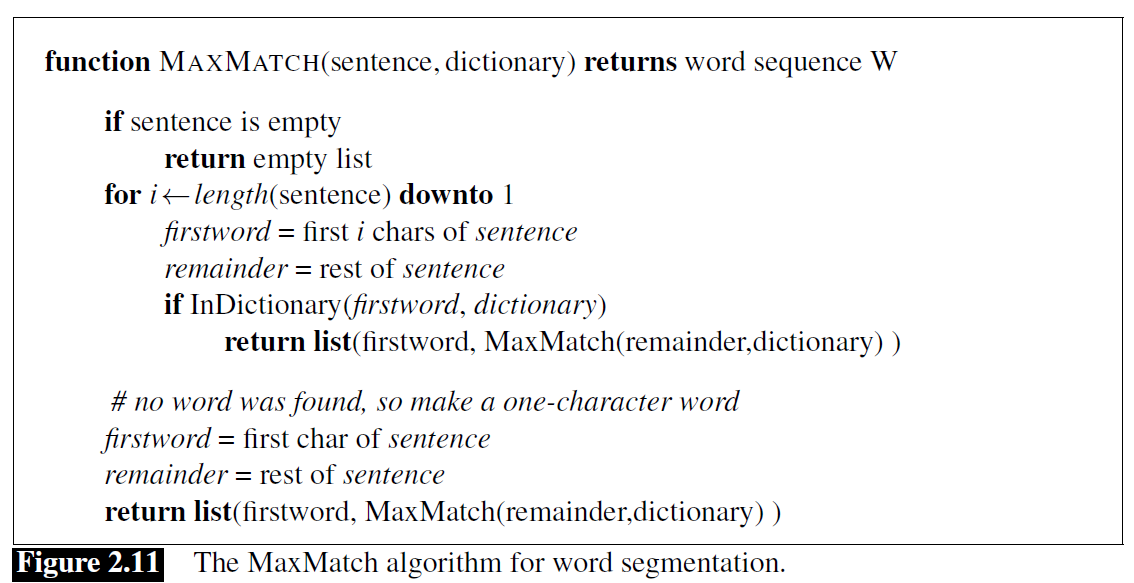 function MAXMATCH(sentence, dictionary) returns word sequence W
if sentence is empty
return empty list
for i ← length(sentence) downto 1
firstword = first i chars of sentence
remainder = rest of sentence
if InDictionary(firstword, dictionary)
return list(firstword, MaxMatch(remainder,dictionary) )
# no word was found, so make a one-character word
firstword = first char of sentence
remainder = rest of sentence
return list(firstword, MaxMatch(remainder,dictionary) )
Figure 2.11 The MaxMatch algorithm for word segmentation.